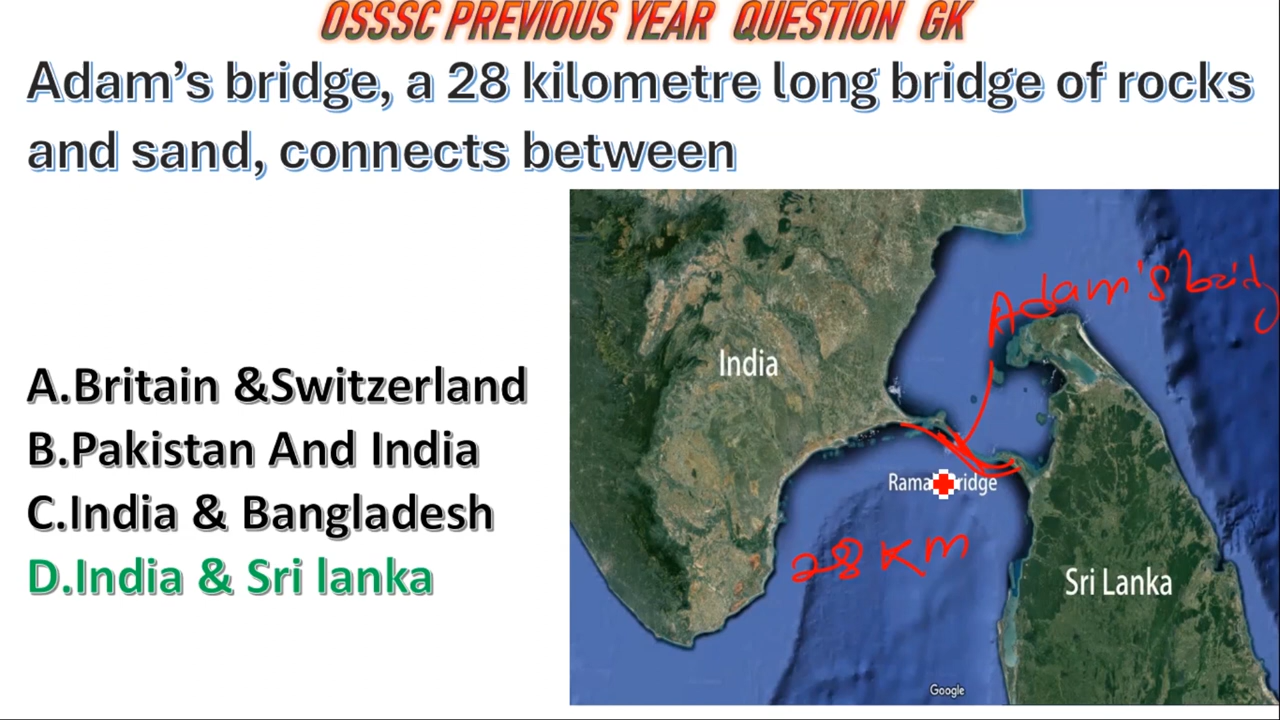 OSSSC PREVIOUS YEAR QUESTION GK
Adam's bridge, a 28 kilometre long bridge of rocks
and sand, connects between
A.Britain &Switzerland
B.Pakistan And India
C.India & Bangladesh
D.India & Sri lanka
Adam's
India
28 Km
Sri Lanka
Google